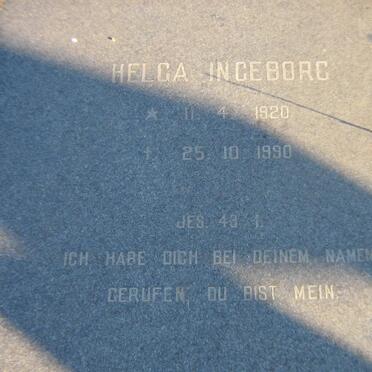 HELGA INGEBORG
* 11. 4. 1920
† 25. 10. 1990
JES. 43 1.
ICH HABE DICH BEI DEINEM NAMEN
GERUFEN, DU BIST MEIN.